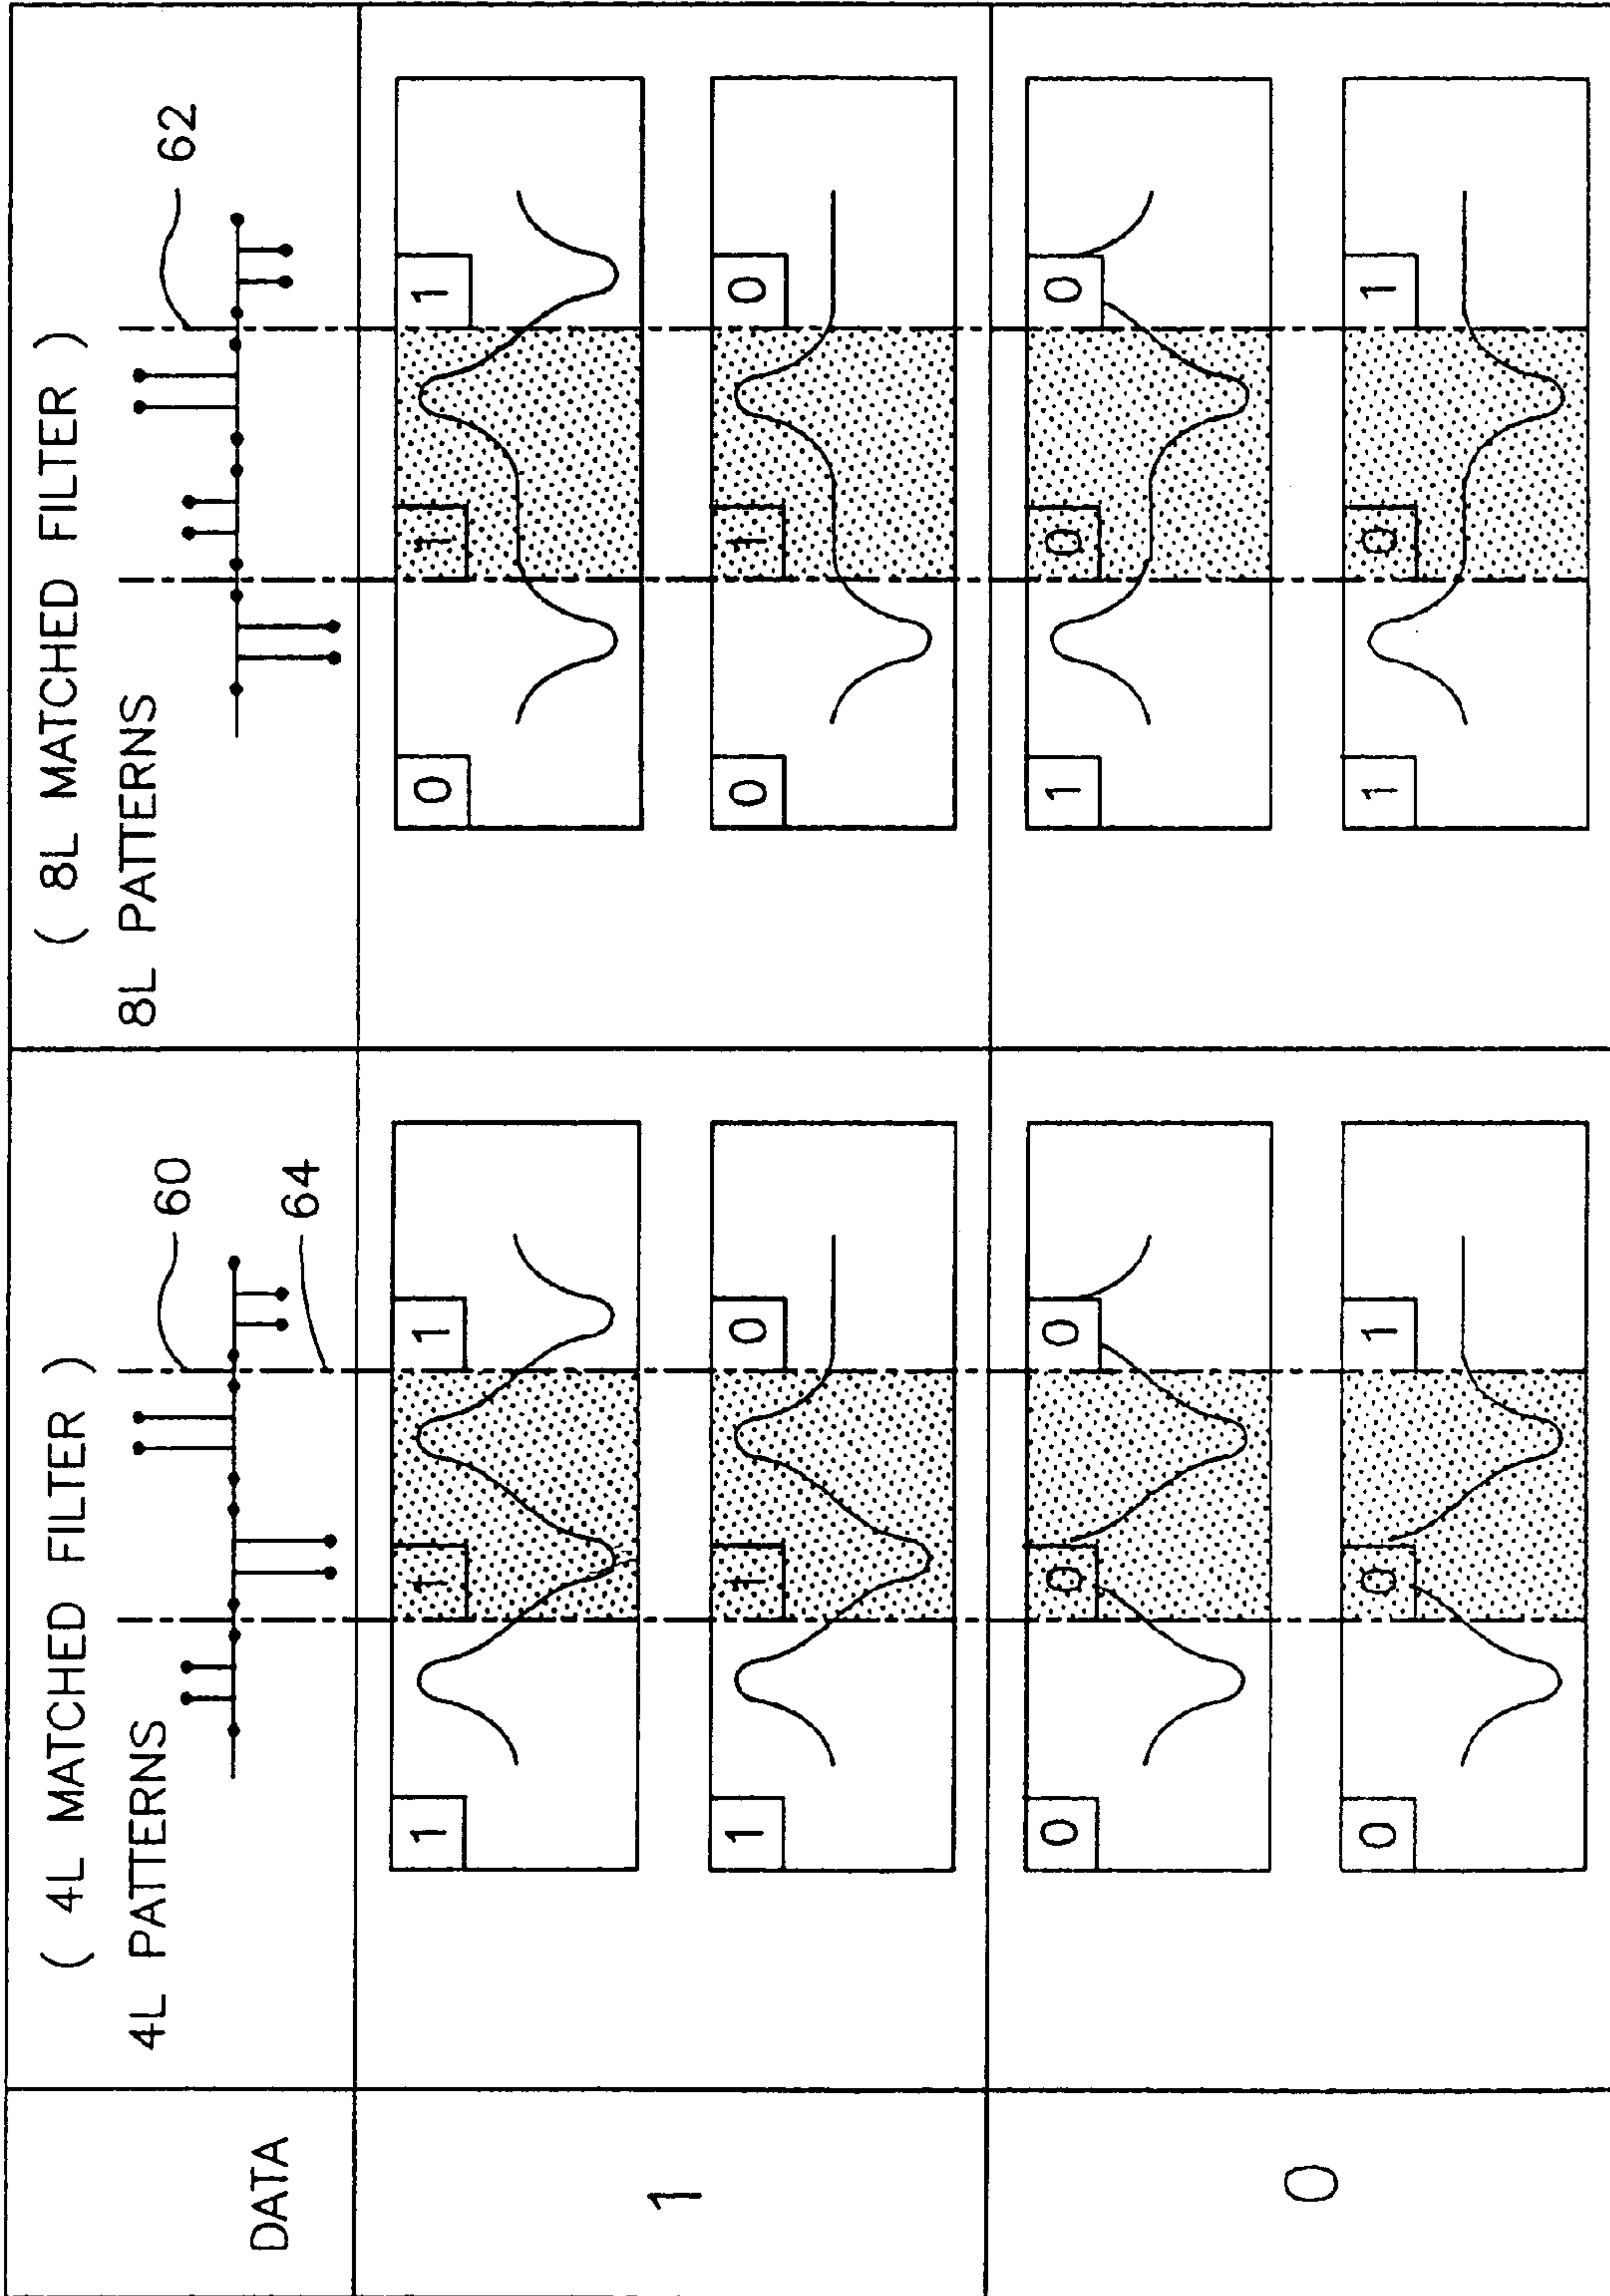 ( 4L MATCHED FILTER )
( 8L MATCHED FILTER )
4L PATTERNS
60
8L PATTERNS
62
DATA
64
1
1 1 1
0 1 1
1 1 0
0 1 0
0
0 0 0
1 0 0
0 0 1
1 0 1